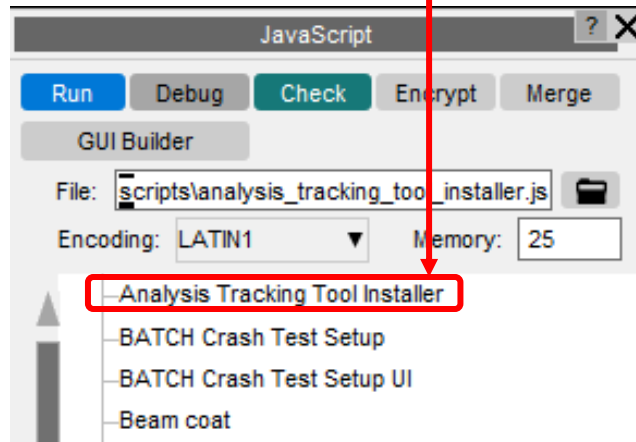 JavaScript ? X
Run Debug Check Encrypt Merge
GUI Builder
File: scripts\analysis_tracking_tool_installer.js
Encoding: LATIN1 Memory: 25
Analysis Tracking Tool Installer
BATCH Crash Test Setup
BATCH Crash Test Setup UI
Beam coat